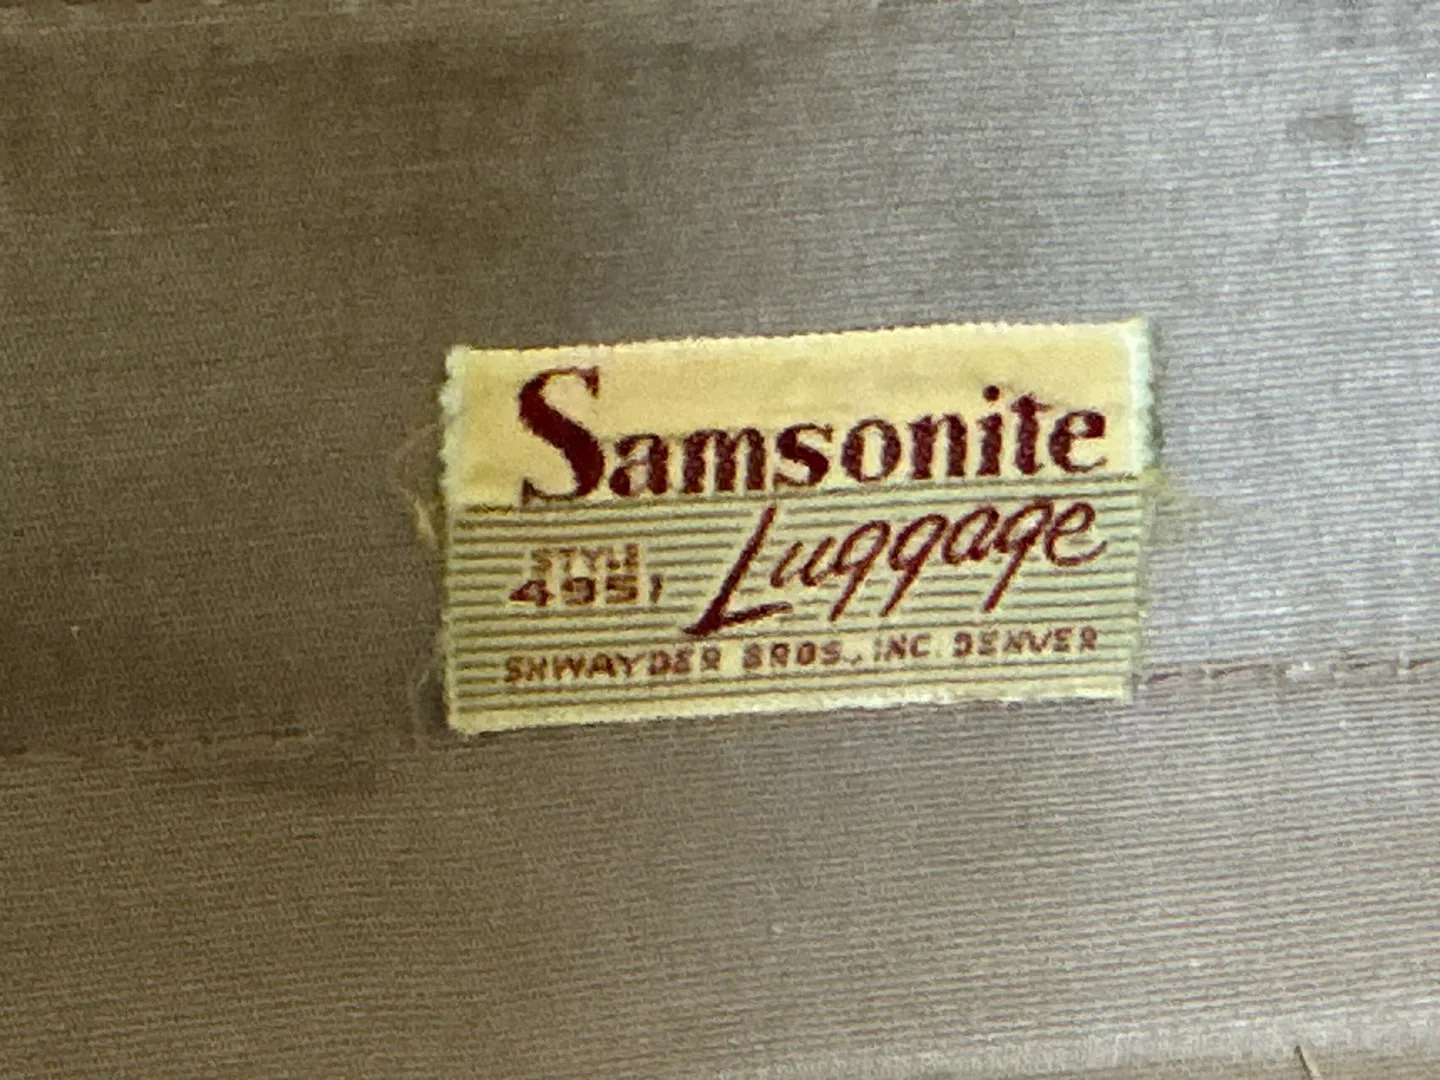 Samsonite
Luggage
STYLE
4951
SHWAYDER BROS., INC. DENVER